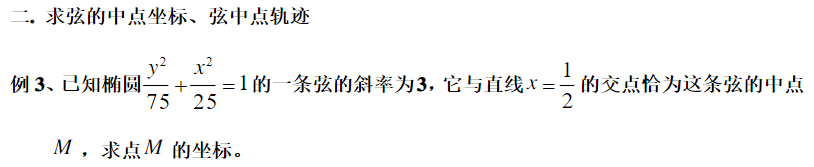 二. 求弦的中点坐标、弦中点轨迹
例 3、已知椭圆 y²/75 + x²/25 = 1 的一条弦的斜率为3，它与直线 x = 1/2 的交点恰为这条弦的中点
M ，求点 M 的坐标。